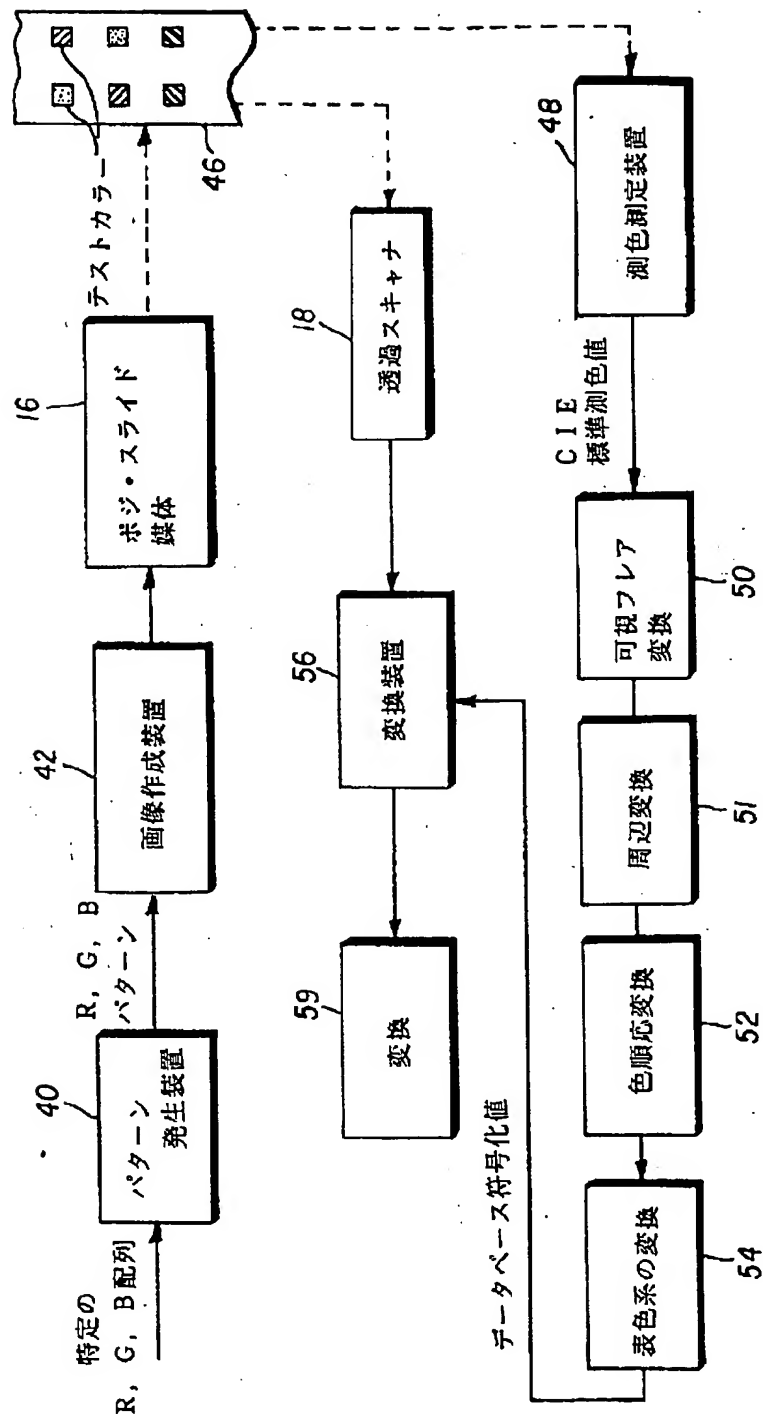 特定の
R, G, B配列
40
パターン
発生装置
R, G, B
パターン
42
画像作成装置
16
ポジ・スライド
媒体
テストカラー
46
18
透過スキャナ
56
変換装置
59
変換
48
測色測定装置
CIE
標準測色値
50
可視フレア
変換
51
周辺変換
52
色順応変換
54
表色系の変換
データベース符号化値